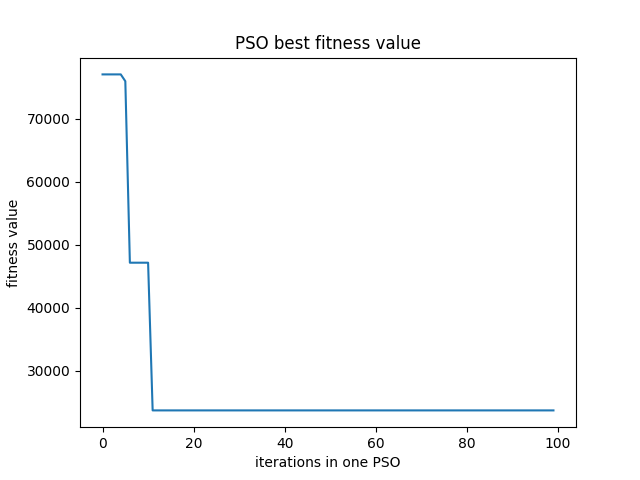 PSO best fitness value
fitness value
70000
60000
50000
40000
30000
0 20 40 60 80 100
iterations in one PSO